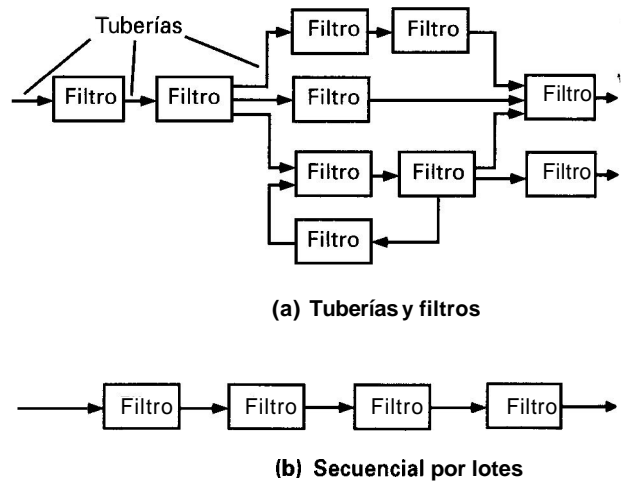 Tuberías
Filtro Filtro
Filtro Filtro Filtro Filtro
Filtro Filtro Filtro
Filtro
(a) Tuberías y filtros
Filtro Filtro Filtro Filtro
(b) Secuencial por lotes